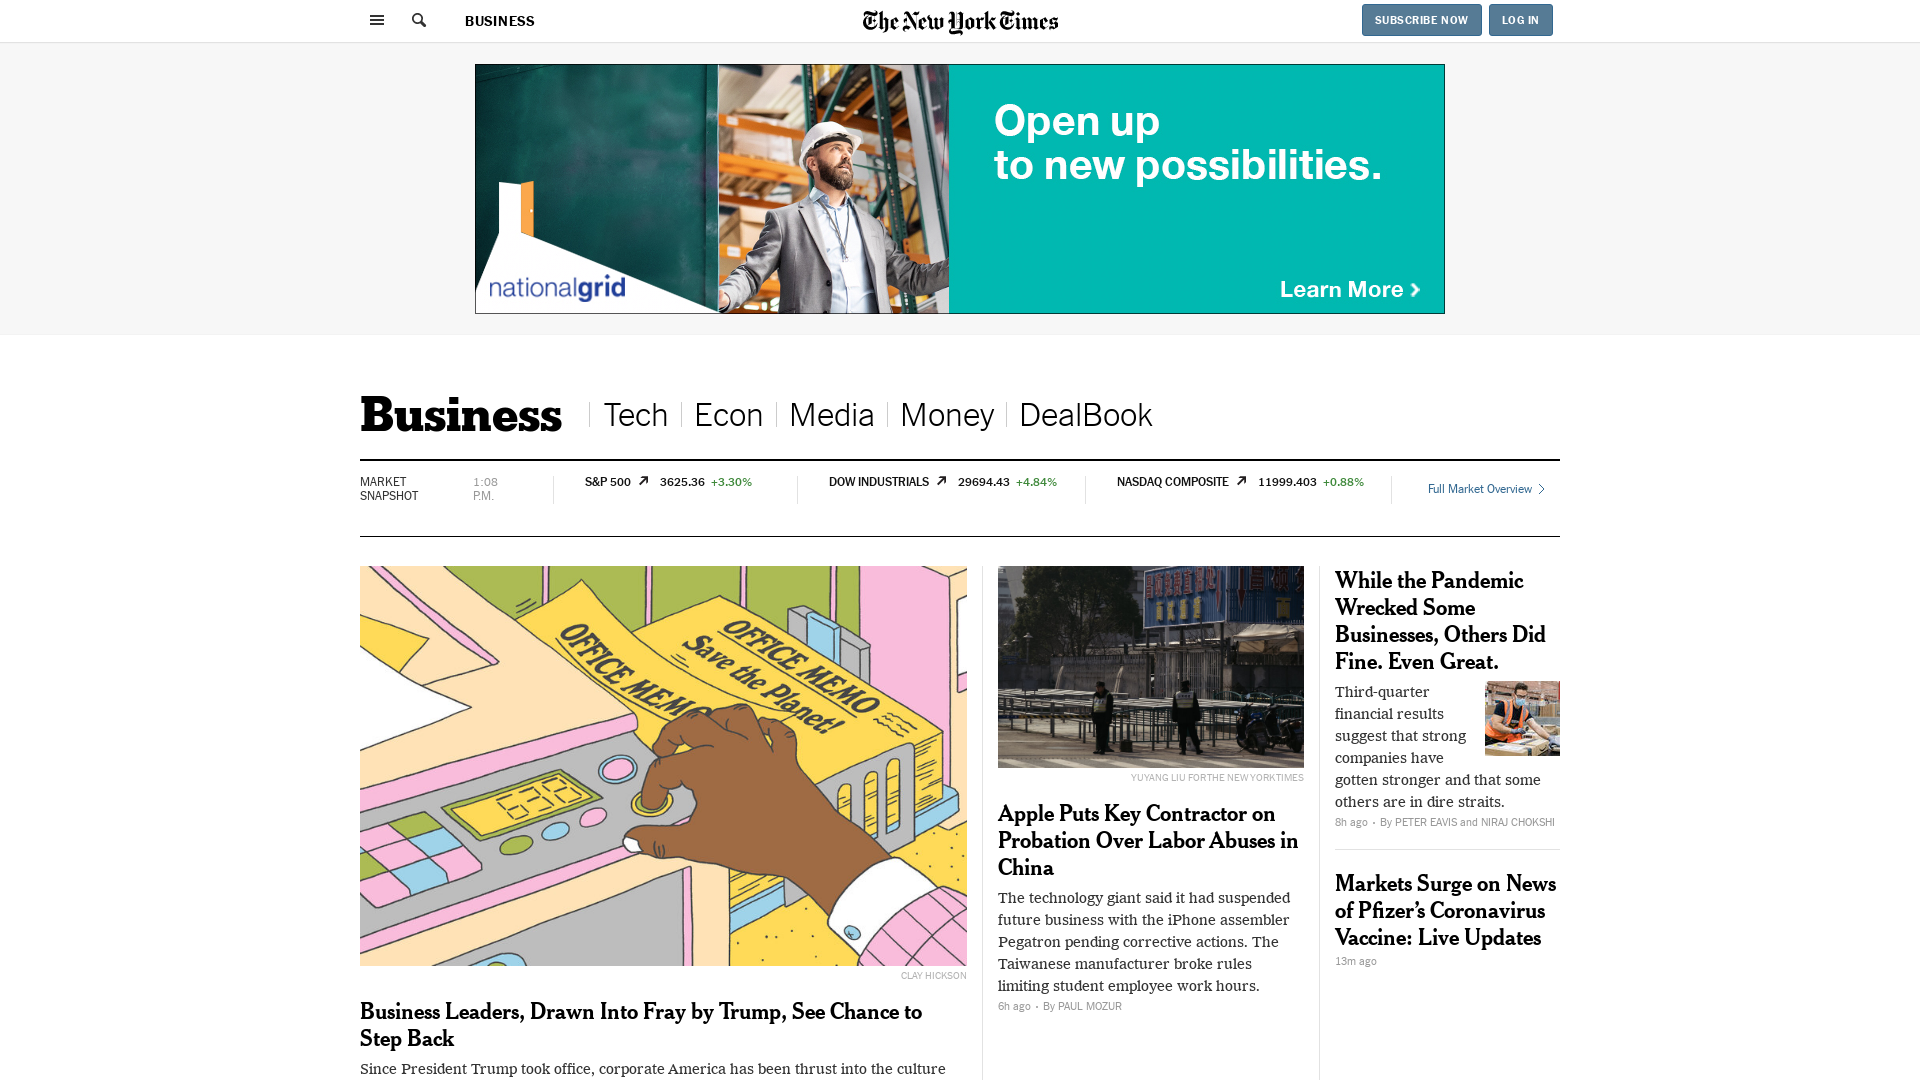 BUSINESS
The New York Times
SUBSCRIBE NOW
LOG IN
Open up
to new possibilities.
nationalgrid
Learn More
Business
Tech
Econ
Media
Money
DealBook
MARKET
SNAPSHOT
1:08
P.M.
S&P 500
3625.36
+3.30%
DOW INDUSTRIALS
29694.43
+4.84%
NASDAQ COMPOSITE
11999.403
+0.88%
Full Market Overview
OFFICE MEMO
OFFICE MEMO
Save the Planet!
CLAY HICKSON
Business Leaders, Drawn Into Fray by Trump, See Chance to
Step Back
Since President Trump took office, corporate America has been thrust into the culture
YUYANG LIU FORTHE NEW YORKTIMES
Apple Puts Key Contractor on
Probation Over Labor Abuses in
China
The technology giant said it had suspended
future business with the iPhone assembler
Pegatron pending corrective actions. The
Taiwanese manufacturer broke rules
limiting student employee work hours.
6h ago • By PAUL MOZUR
While the Pandemic
Wrecked Some
Businesses, Others Did
Fine. Even Great.
Third-quarter
financial results
suggest that strong
companies have
gotten stronger and that some
others are in dire straits.
8h ago • By PETER EAVIS and NIRAJ CHOKSHI
Markets Surge on News
of Pfizer’s Coronavirus
Vaccine: Live Updates
13m ago